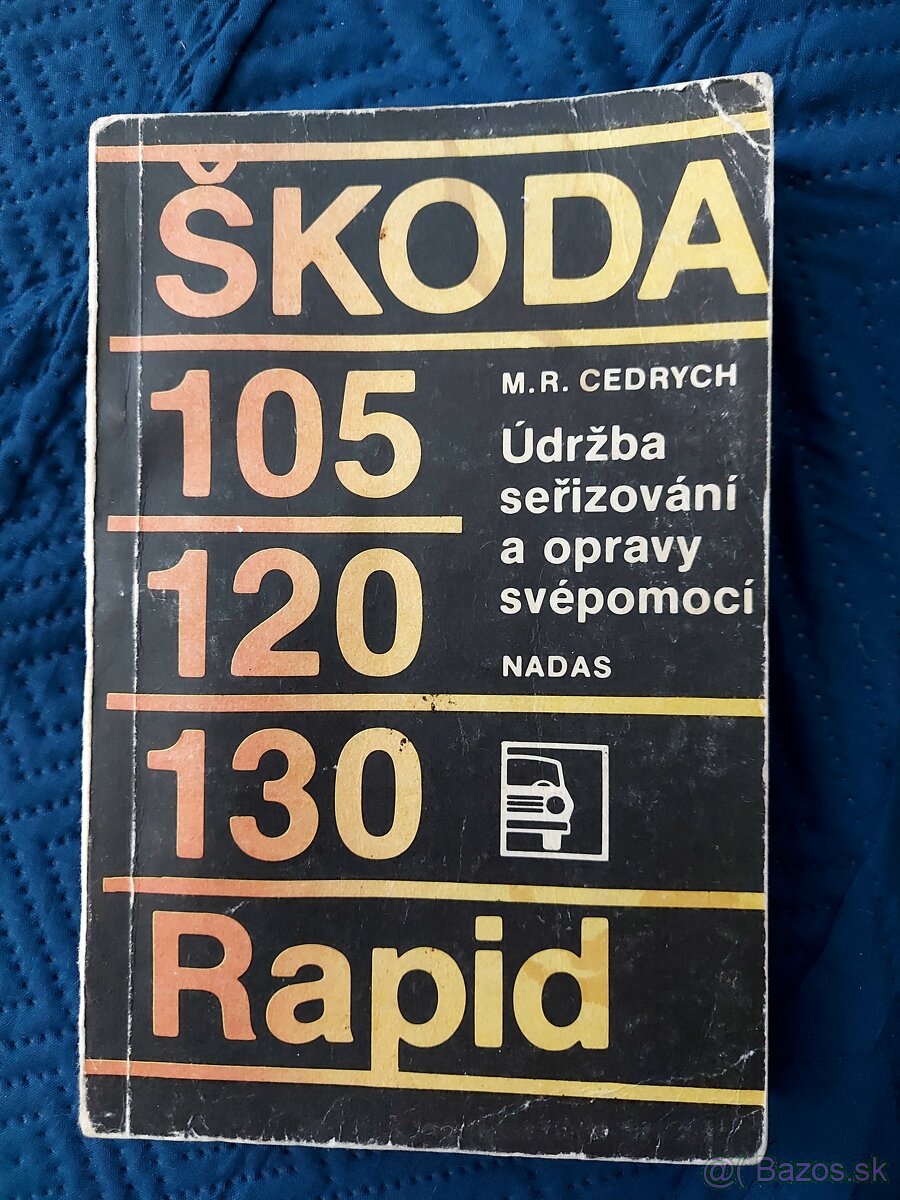 ŠKODA
105
M.R. CEDRYCH
Údržba
seřizování
a opravy
svépomocí
120
NADAS
130
Rapid
@ Bazos.sk